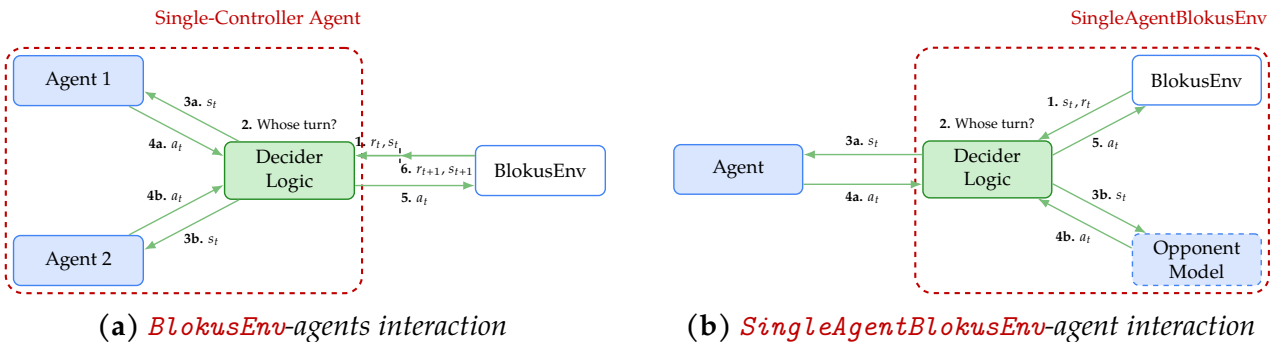 Single-Controller Agent
Agent 1
3a. s_t
2. Whose turn?
4a. a_t
1. r_t, s_t
Decider
Logic
BlokusEnv
6. r_{t+1}, s_{t+1}
4b. a_t
5. a_t
3b. s_t
Agent 2
(a) BlokusEnv-agents interaction
SingleAgentBlokusEnv
BlokusEnv
1. s_t, r_t
2. Whose turn?
3a. s_t
5. a_t
Agent
Decider
Logic
4a. a_t
3b. s_t
4b. a_t
Opponent
Model
(b) SingleAgentBlokusEnv-agent interaction